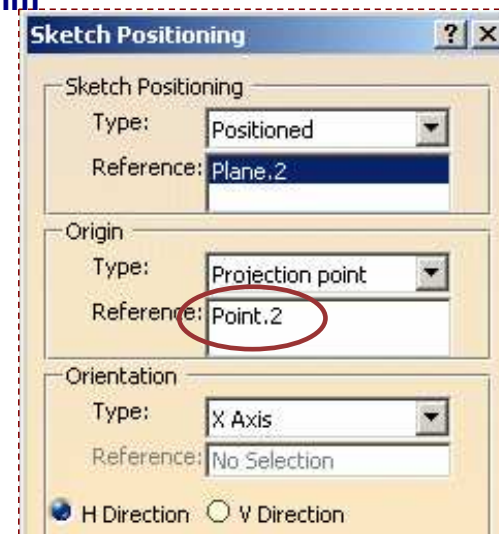 Sketch Positioning ? ×
Sketch Positioning
Type: Positioned
Reference: Plane.2
Origin
Type: Projection point
Reference: Point.2
Orientation
Type: X Axis
Reference: No Selection
H Direction V Direction